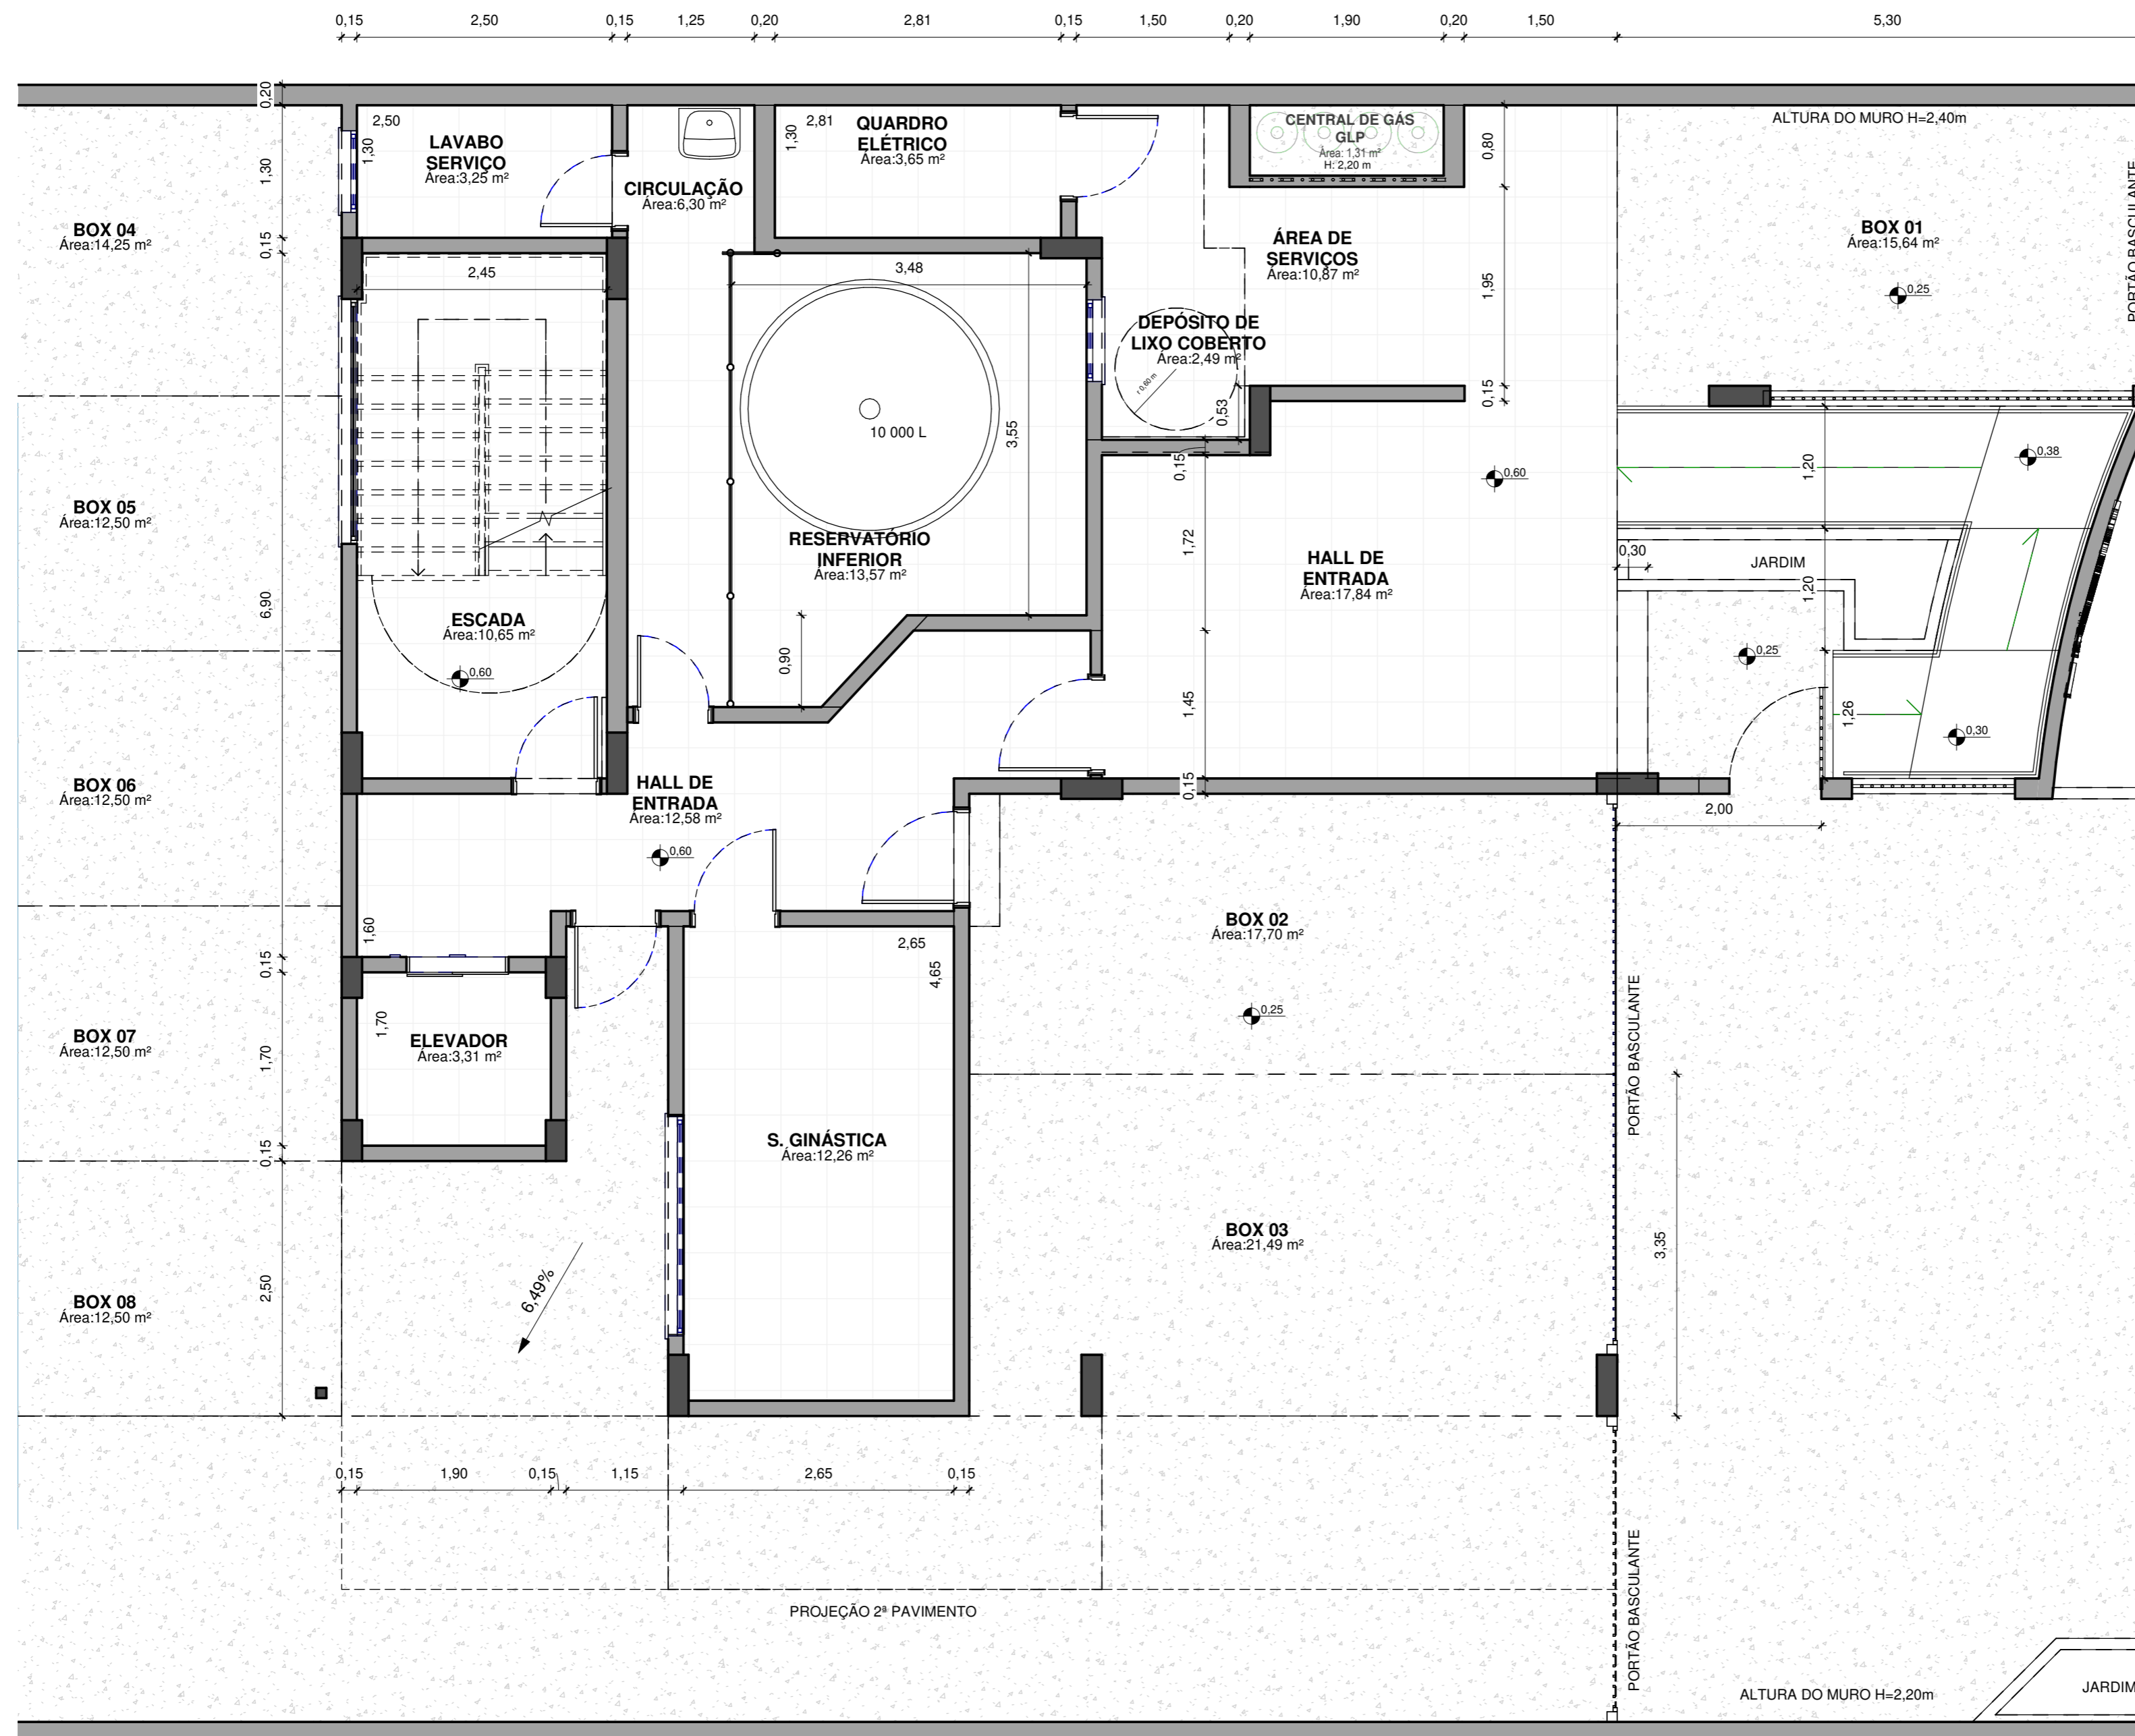 0,15 2,50 0,15 1,25 0,20 2,81 0,15 1,50 0,20 1,90 0,20 1,50 5,30
0,20
1,30
0,15
6,90
0,15
1,70
0,15
2,50
2,50
1,30
LAVABO
SERVIÇO
Área:3,25 m²
CIRCULAÇÃO
Área:6,30 m²
2,81
1,30
QUARDRO
ELÉTRICO
Área:3,65 m²
CENTRAL DE GÁS
GLP
Área: 1,31 m²
H: 2,20 m
0,80
1,95
0,15
ALTURA DO MURO H=2,40m
PORTÃO BASCULANTE
BOX 04
Área:14,25 m²
BOX 01
Área:15,64 m²
0,25
ÁREA DE
SERVIÇOS
Área:10,87 m²
2,45
3,48
DEPÓSITO DE
LIXO COBERTO
Área:2,49 m²
r 0,60 m
0,53
0,15
10 000 L
3,55
RESERVATÓRIO
INFERIOR
Área:13,57 m²
0,90
BOX 05
Área:12,50 m²
0,60
1,72
1,45
0,15
HALL DE
ENTRADA
Área:17,84 m²
0,38
1,20
0,30
JARDIM
1,20
0,25
1,26
0,30
2,00
ESCADA
Área:10,65 m²
0,60
BOX 06
Área:12,50 m²
HALL DE
ENTRADA
Área:12,58 m²
0,60
1,60
BOX 02
Área:17,70 m²
0,25
2,65
4,65
BOX 07
Área:12,50 m²
1,70
ELEVADOR
Área:3,31 m²
PORTÃO BASCULANTE
S. GINÁSTICA
Área:12,26 m²
BOX 03
Área:21,49 m²
3,35
BOX 08
Área:12,50 m²
6,49%
0,15 1,90 0,15 1,15 2,65 0,15
PROJEÇÃO 2ª PAVIMENTO
PORTÃO BASCULANTE
ALTURA DO MURO H=2,20m
JARDIM